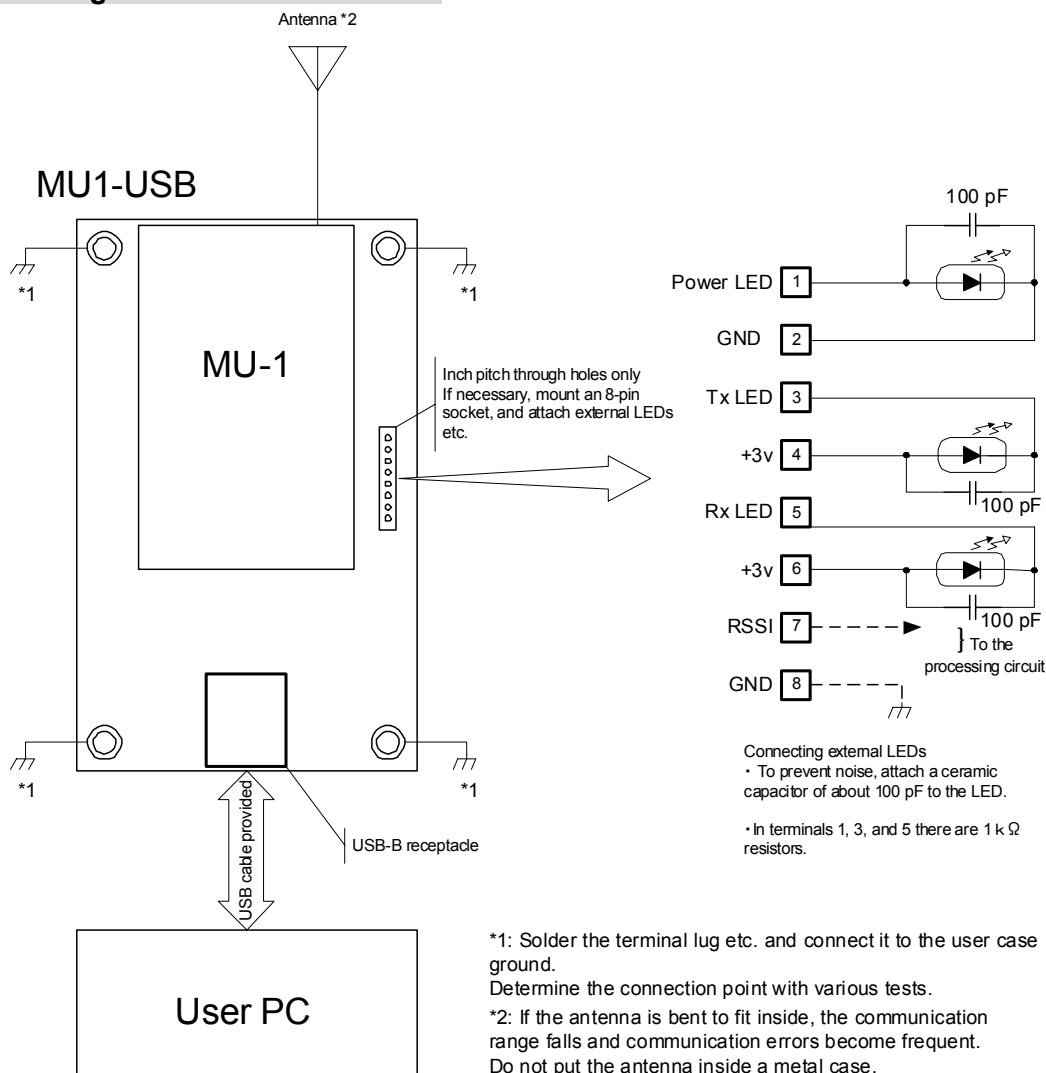 Antenna *2
MU1-USB
*1
*1
MU-1
Inch pitch through holes only
If necessary, mount an 8-pin
socket, and attach external LEDs
etc.
100 pF
Power LED 1
GND 2
Tx LED 3
+3v 4
100 pF
Rx LED 5
+3v 6
100 pF
RSSI 7
} To the
processing circuit
GND 8
*1
*1
USB cable provided
USB-B receptacle
Connecting external LEDs
・ To prevent noise, attach a ceramic
capacitor of about 100 pF to the LED.
・In terminals 1, 3, and 5 there are 1 k Ω
resistors.
User PC
*1: Solder the terminal lug etc. and connect it to the user case
ground.
Determine the connection point with various tests.
*2: If the antenna is bent to fit inside, the communication
range falls and communication errors become frequent.
Do not put the antenna inside a metal case.